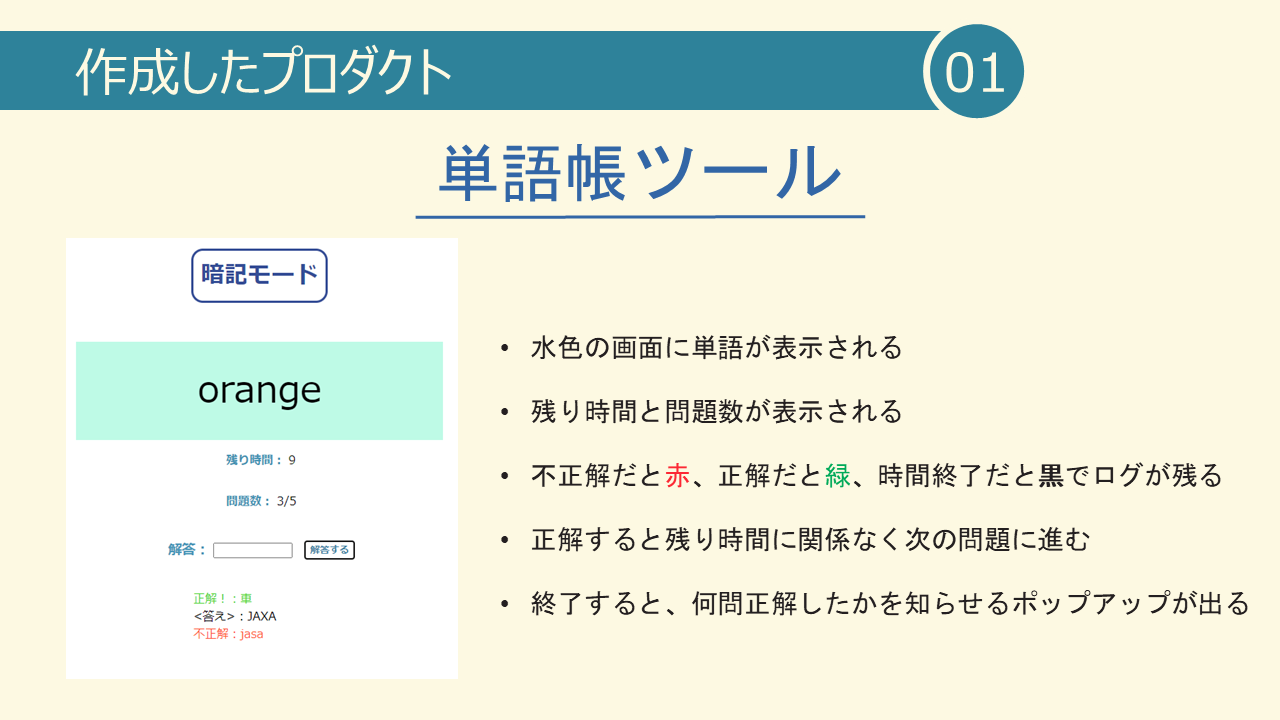 作成したプロダクト
01
単語帳ツール
暗記モード
orange
残り時間： 9
問題数： 3/5
解答：
解答する
正解！：車
<答え>：JAXA
不正解：jasa
• 水色の画面に単語が表示される
• 残り時間と問題数が表示される
• 不正解だと赤、正解だと緑、時間終了だと黒でログが残る
• 正解すると残り時間に関係なく次の問題に進む
• 終了すると、何問正解したかを知らせるポップアップが出る